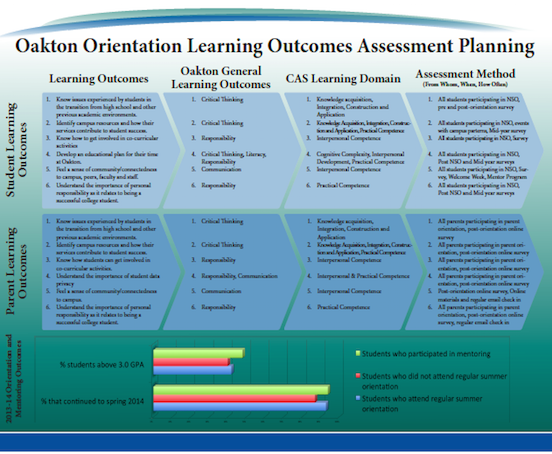 Oakton Orientation Learning Outcomes Assessment Planning
Learning Outcomes
Oakton General
Learning Outcomes
CAS Learning Domain
Assessment Method
(From Whom, When, How Often)
Student Learning
Outcomes
1. Know issues experienced by students in
the transition from high school and other
previous academic environments.
2. Identify campus resources and how their
services contribute to student success.
3. Know how to get involved in co-curricular
activities
4. Develop an educational plan for their time
at Oakton.
5. Feel a sense of community/connectedness
to campus, peers, faculty and staff.
6. Understand the importance of personal
responsibility as it relates to being a
successful college student.
1. Critical Thinking
2. Critical Thinking
3. Responsibility
4. Critical Thinking, Literacy,
Responsibility
5. Communication
6. Responsibility
1. Knowledge acquisition,
Integration, Construction and
Application
2. Knowledge Acquisition, Integration, Construc-
tion and Application, Practical Competence
3. Interpersonal Competence
4. Cognitive Complexity, Interpersonal
Development, Practical Competence
5. Interpersonal Competence
6. Practical Competence
1. All students participating in NSO,
pre and post-orientation survey
2. All students participating in NSO, events
with campus partners, Mid-year survey
3. All students participating in NSO, Survey
4. All students participating in NSO,
Post NSO and Mid year surveys
5. All students participating in NSO, Sur-
vey, Welcome Week, Mentor Program
6. All students participating in NSO,
Post NSO and Mid year surveys
Parent Learning
Outcomes
1. Know issues experienced by students in
the transition from high school and other
previous academic environments.
2. Identify campus resources and how their
services contribute to student success.
3. Know how students can get involved in
co-curricular activities.
4. Understand the importance of student data
privacy
5. Feel a sense of community/connectedness
to campus.
6. Understand the importance of personal
responsibility as it relates to being a
successful college student.
1. Critical Thinking
2. Critical Thinking
3. Responsibility
4. Responsibility, Communication
5. Communication
6. Responsibility
1. Knowledge acquisition,
Integration, Construction and
Application
2. Knowledge Acquisition, Integration, Construc-
tion and Application, Practical Competence
3. Interpersonal Competence
4. Interpersonal & Practical Competence
5. Interpersonal Competence
6. Practical Competence
1. All parents participating in parent
orientation, post-orientation online
survey
2. All parents participating in parent ori-
entation, post-orientation online survey
3. All parents participating in parent ori-
entation, post-orientation online survey
4. All parents participating in parent ori-
entation, post-orientation online survey
5. Post-orientation online survey, Online
materials and regular email check in
6. All parents participating in parent
orientation, post-orientation online
survey, regular email check in
2013-14 Orientation and
Mentoring Outcomes
% students above 3.0 GPA
% that continued to spring 2014
Students who participated in mentoring
Students who did not attend regular summer
orientation
Students who attend regular summer
orientation